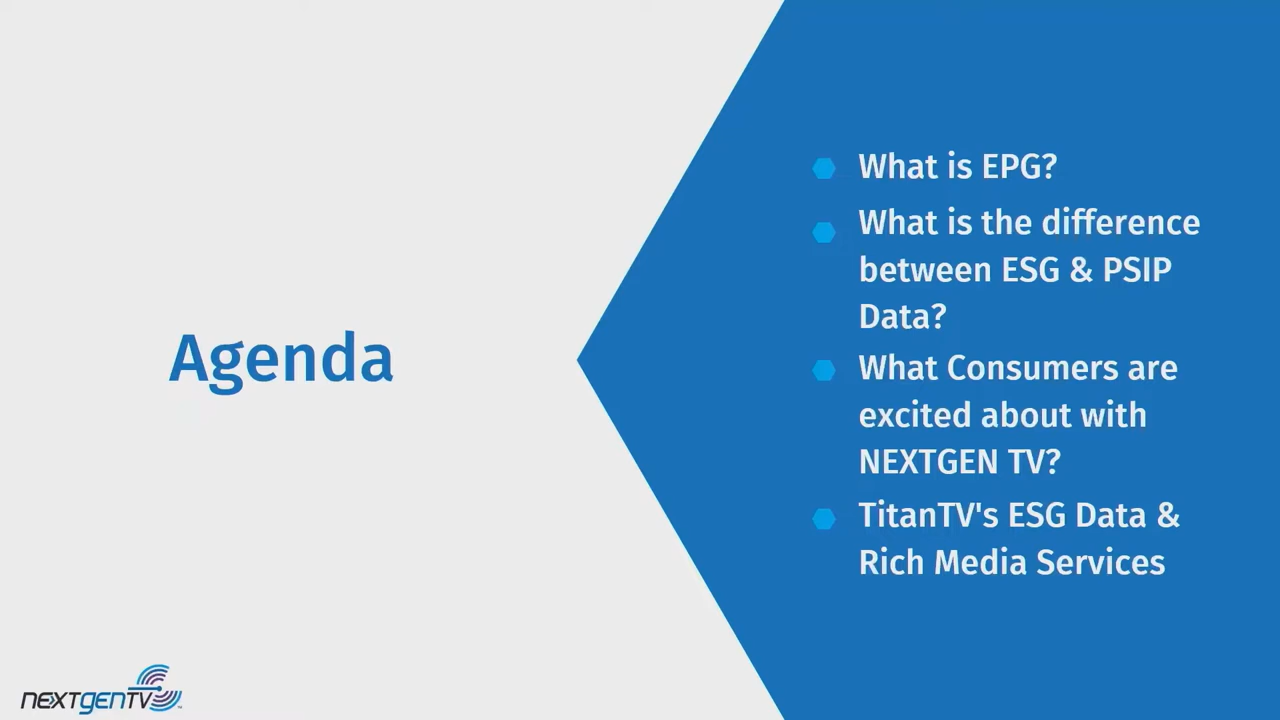 Agenda
What is EPG?
What is the difference
between ESG & PSIP
Data?
What Consumers are
excited about with
NEXTGEN TV?
TitanTV's ESG Data &
Rich Media Services
NEXTGENTV